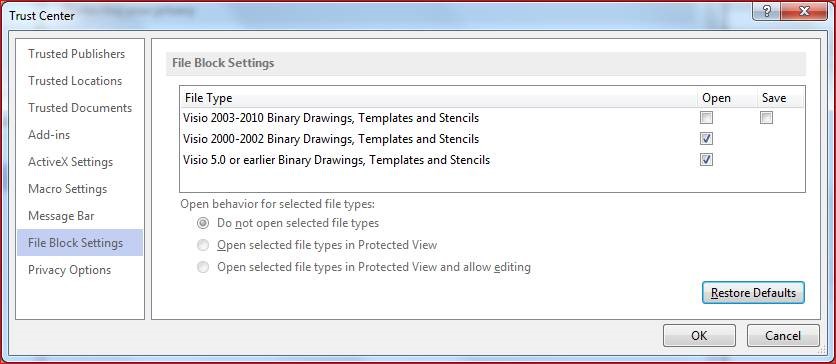 Trust Center
?
Trusted Publishers
Trusted Locations
Trusted Documents
Add-ins
ActiveX Settings
Macro Settings
Message Bar
File Block Settings
Privacy Options
File Block Settings
File Type Open Save
Visio 2003-2010 Binary Drawings, Templates and Stencils
Visio 2000-2002 Binary Drawings, Templates and Stencils
Visio 5.0 or earlier Binary Drawings, Templates and Stencils
Open behavior for selected file types:
Do not open selected file types
Open selected file types in Protected View
Open selected file types in Protected View and allow editing
Restore Defaults
OK Cancel